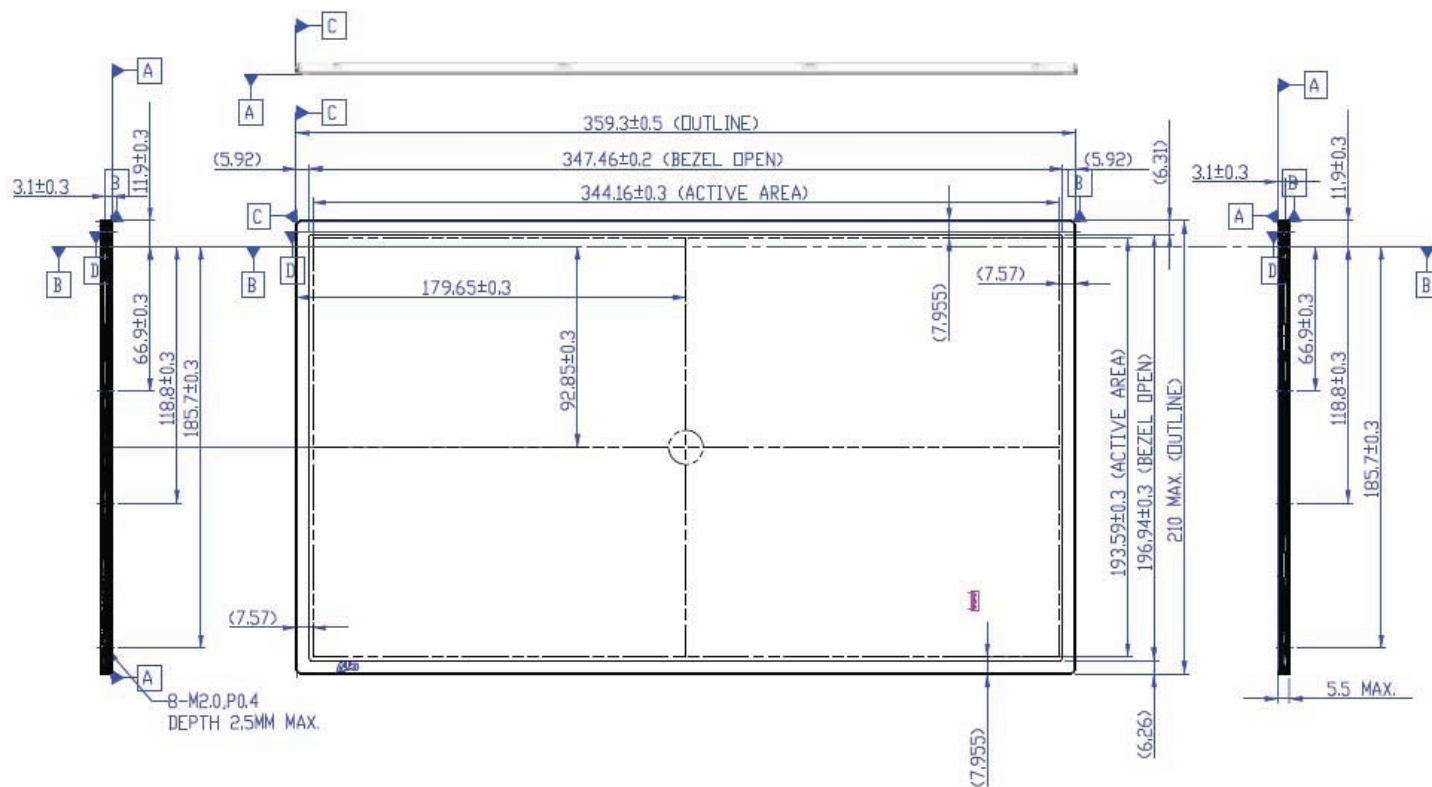 C
A
A
A
C
359.3±0.5 (OUTLINE)
(5.92)
347.46±0.2 (BEZEL OPEN)
(5.92)
(6.31)
11.9±0.3
11.9±0.3
3.1±0.3
B
344.16±0.3 (ACTIVE AREA)
B
3.1±0.3
B
C
A
D
D
D
B
B
B
179.65±0.3
(7.57)
(7.955)
66.9±0.3
118.8±0.3
185.7±0.3
92.85±0.3
193.59±0.3 (ACTIVE AREA)
196.94±0.3 (BEZEL OPEN)
210 MAX. (OUTLINE)
66.9±0.3
118.8±0.3
185.7±0.3
(7.57)
A
8-M2.0,P0.4
DEPTH 2.5MM MAX.
5.5 MAX.
(7.955)
(6.26)